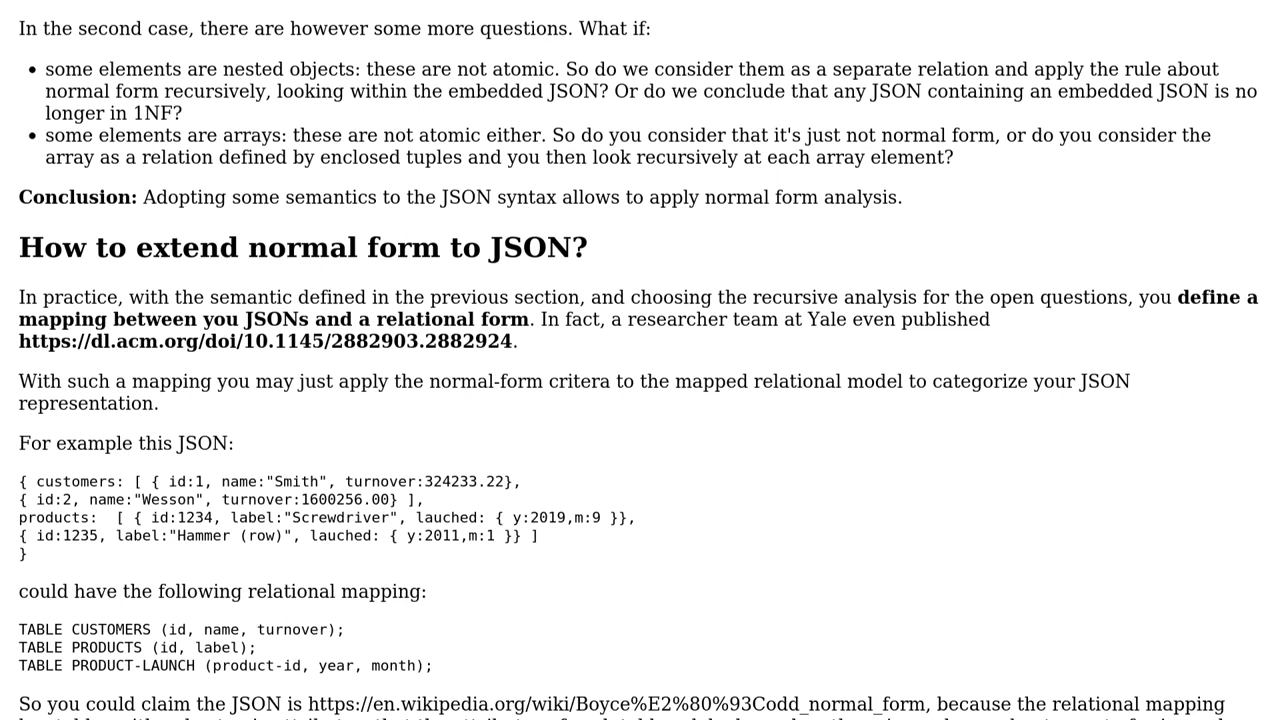 In the second case, there are however some more questions. What if:
some elements are nested objects: these are not atomic. So do we consider them as a separate relation and apply the rule about
normal form recursively, looking within the embedded JSON? Or do we conclude that any JSON containing an embedded JSON is no
longer in 1NF?
some elements are arrays: these are not atomic either. So do you consider that it's just not normal form, or do you consider the
array as a relation defined by enclosed tuples and you then look recursively at each array element?
Conclusion: Adopting some semantics to the JSON syntax allows to apply normal form analysis.
How to extend normal form to JSON?
In practice, with the semantic defined in the previous section, and choosing the recursive analysis for the open questions, you define a
mapping between you JSONs and a relational form. In fact, a researcher team at Yale even published
https://dl.acm.org/doi/10.1145/2882903.2882924.
With such a mapping you may just apply the normal-form critera to the mapped relational model to categorize your JSON
representation.
For example this JSON:
{ customers: [ { id:1, name:"Smith", turnover:324233.22},
{ id:2, name:"Wesson", turnover:1600256.00} ],
products:  [ { id:1234, label:"Screwdriver", lauched: { y:2019,m:9 }},
{ id:1235, label:"Hammer (row)", lauched: { y:2011,m:1 }} ]
}
could have the following relational mapping:
TABLE CUSTOMERS (id, name, turnover);
TABLE PRODUCTS (id, label);
TABLE PRODUCT-LAUNCH (product-id, year, month);
So you could claim the JSON is https://en.wikipedia.org/wiki/Boyce%E2%80%93Codd_normal_form, because the relational mapping